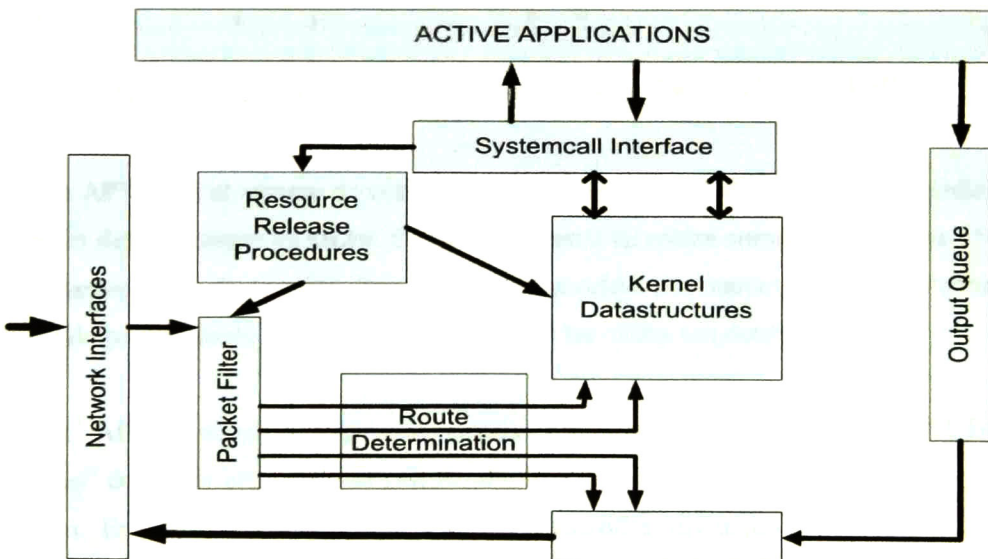 ACTIVE APPLICATIONS
Systemcall Interface
Resource
Release
Procedures
Kernel
Datastructures
Network Interfaces
Packet Filter
Route
Determination
Output Queue